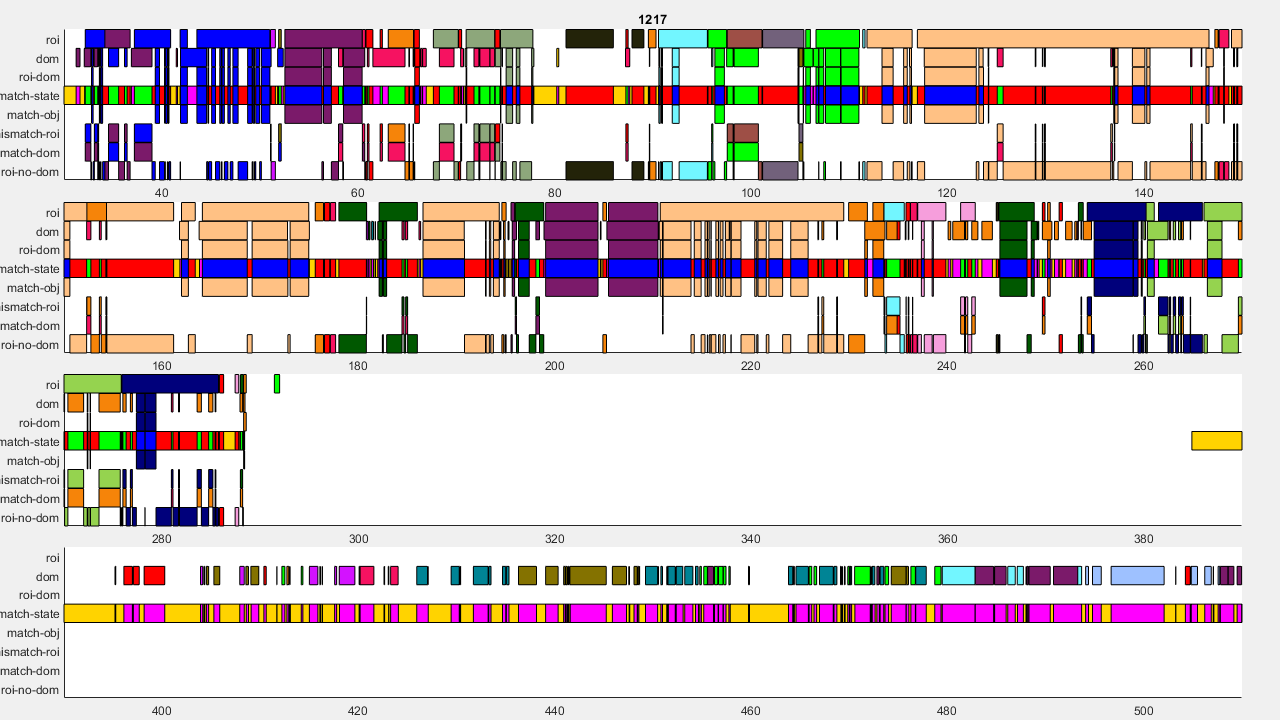 1217
roi
dom
roi-dom
match-state
match-obj
mismatch-roi
match-dom
roi-no-dom
40 60 80 100 120 140
roi
dom
roi-dom
match-state
match-obj
mismatch-roi
match-dom
roi-no-dom
160 180 200 220 240 260
roi
dom
roi-dom
match-state
match-obj
mismatch-roi
match-dom
roi-no-dom
280 300 320 340 360 380
roi
dom
roi-dom
match-state
match-obj
mismatch-roi
match-dom
roi-no-dom
400 420 440 460 480 500